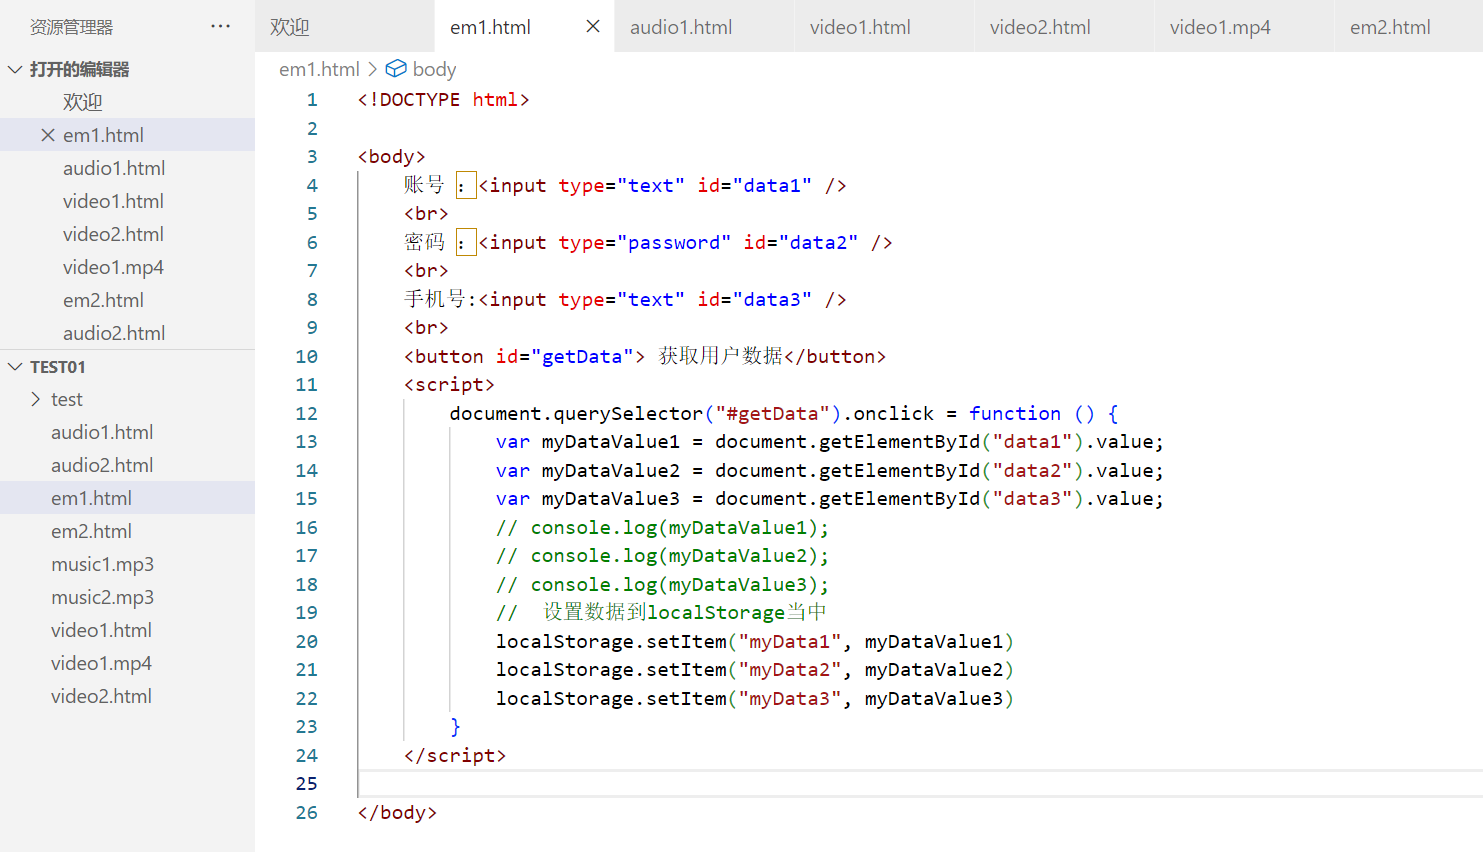 资源管理器 ···
打开的编辑器
欢迎
em1.html
audio1.html
video1.html
video2.html
video1.mp4
em2.html
audio2.html
TEST01
test
audio1.html
audio2.html
em1.html
em2.html
music1.mp3
music2.mp3
video1.html
video1.mp4
video2.html
欢迎 em1.html audio1.html video1.html video2.html video1.mp4 em2.html
em1.html > body
1 <!DOCTYPE html>
2
3 <body>
4 账号 ：<input type="text" id="data1" />
5 <br>
6 密码 ：<input type="password" id="data2" />
7 <br>
8 手机号:<input type="text" id="data3" />
9 <br>
10 <button id="getData"> 获取用户数据</button>
11 <script>
12 document.querySelector("#getData").onclick = function () {
13 var myDataValue1 = document.getElementById("data1").value;
14 var myDataValue2 = document.getElementById("data2").value;
15 var myDataValue3 = document.getElementById("data3").value;
16 // console.log(myDataValue1);
17 // console.log(myDataValue2);
18 // console.log(myDataValue3);
19 //  设置数据到localStorage当中
20 localStorage.setItem("myData1", myDataValue1)
21 localStorage.setItem("myData2", myDataValue2)
22 localStorage.setItem("myData3", myDataValue3)
23 }
24 </script>
25
26 </body>